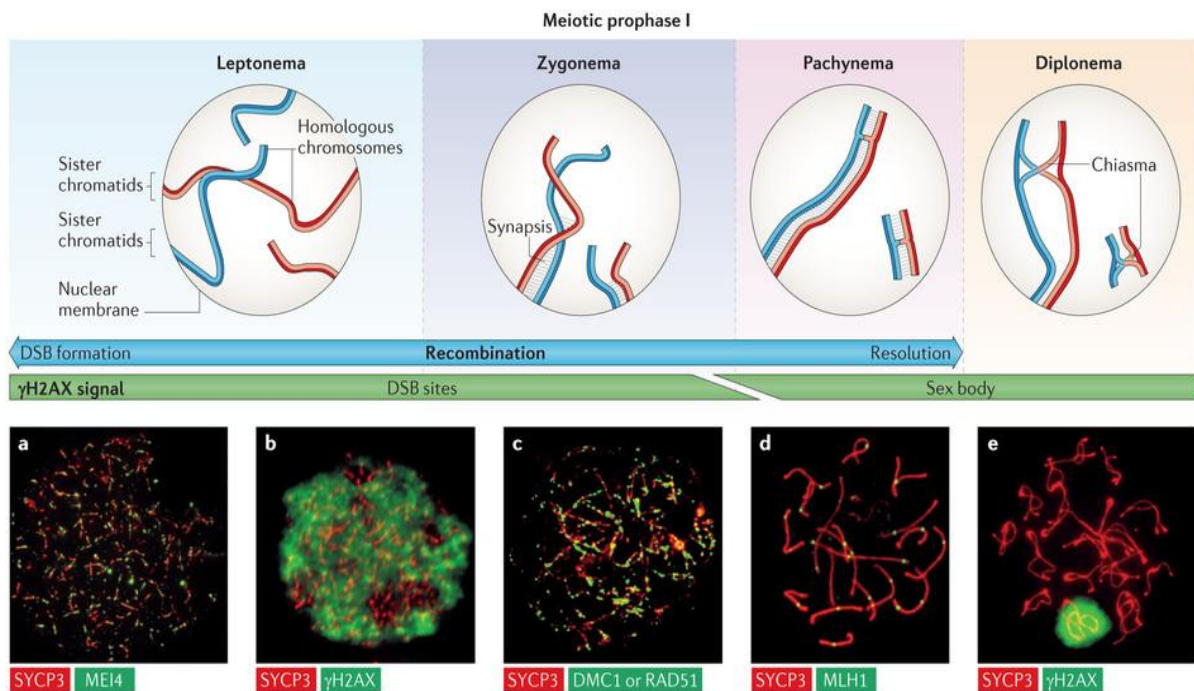 Meiotic prophase I
Leptonema
Zygonema
Pachynema
Diplonema
Homologous
chromosomes
Sister
chromatids
Sister
chromatids
Nuclear
membrane
Synapsis
Chiasma
DSB formation
Recombination
Resolution
γH2AX signal
DSB sites
Sex body
a
b
c
d
e
SYCP3 MEI4
SYCP3 γH2AX
SYCP3 DMC1 or RAD51
SYCP3 MLH1
SYCP3 γH2AX